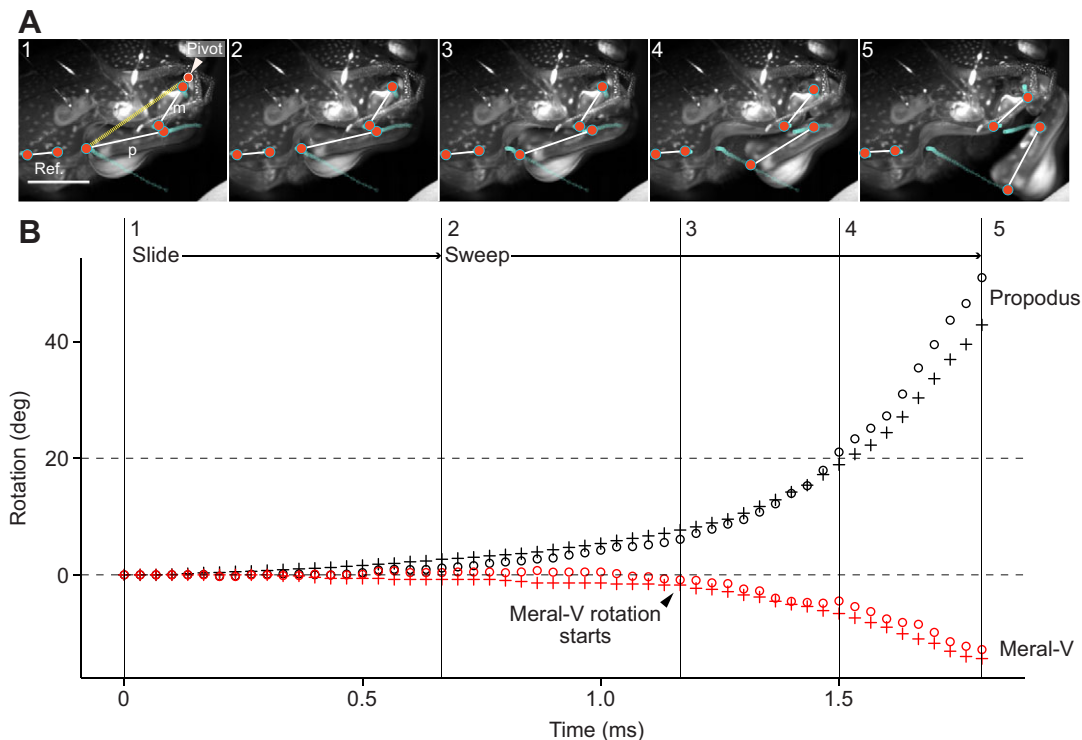 A
1
Pivot
m
p
Ref.
2
3
4
5
B
1
2
3
4
5
Slide
Sweep
Propodus
Meral-V rotation
starts
Meral-V
Rotation (deg)
40
20
0
0
0.5
1.0
1.5
Time (ms)